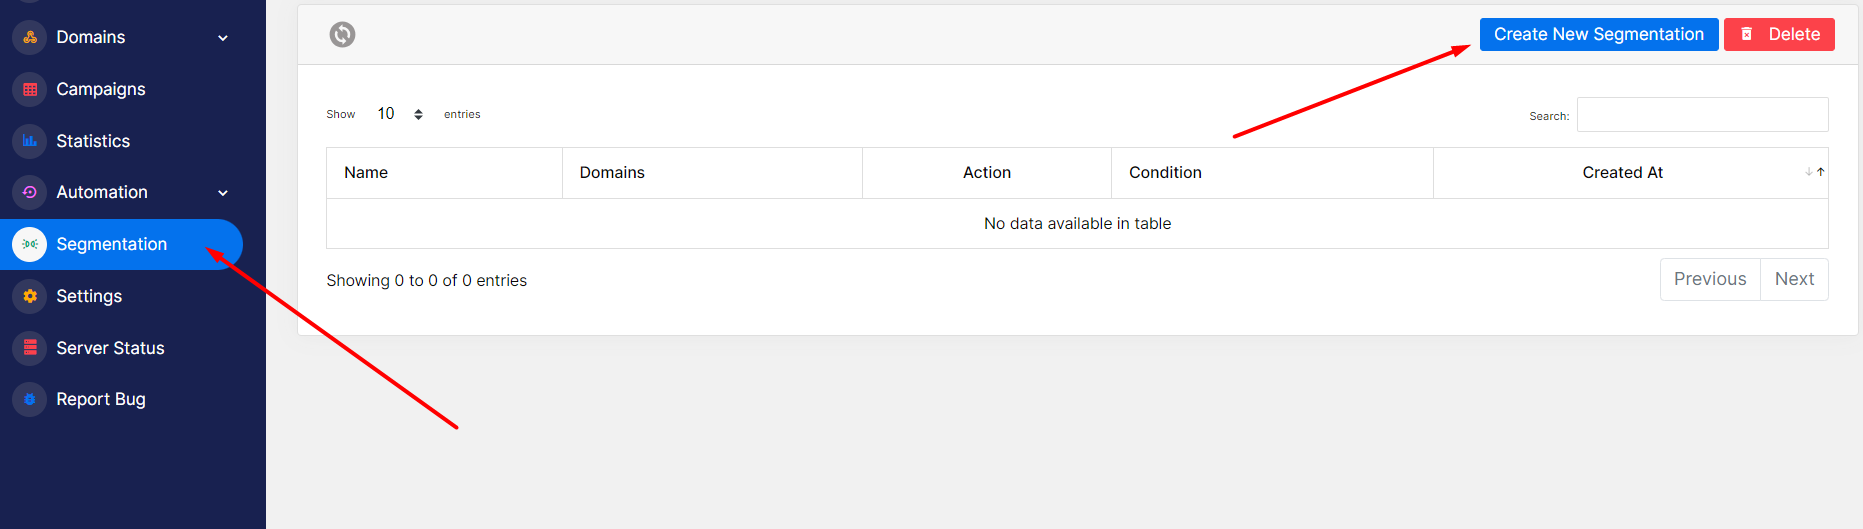 Domains
Campaigns
Statistics
Automation
Segmentation
Settings
Server Status
Report Bug
Create New Segmentation Delete
Show 10 entries Search:
Name Domains Action Condition Created At
No data available in table
Showing 0 to 0 of 0 entries Previous Next